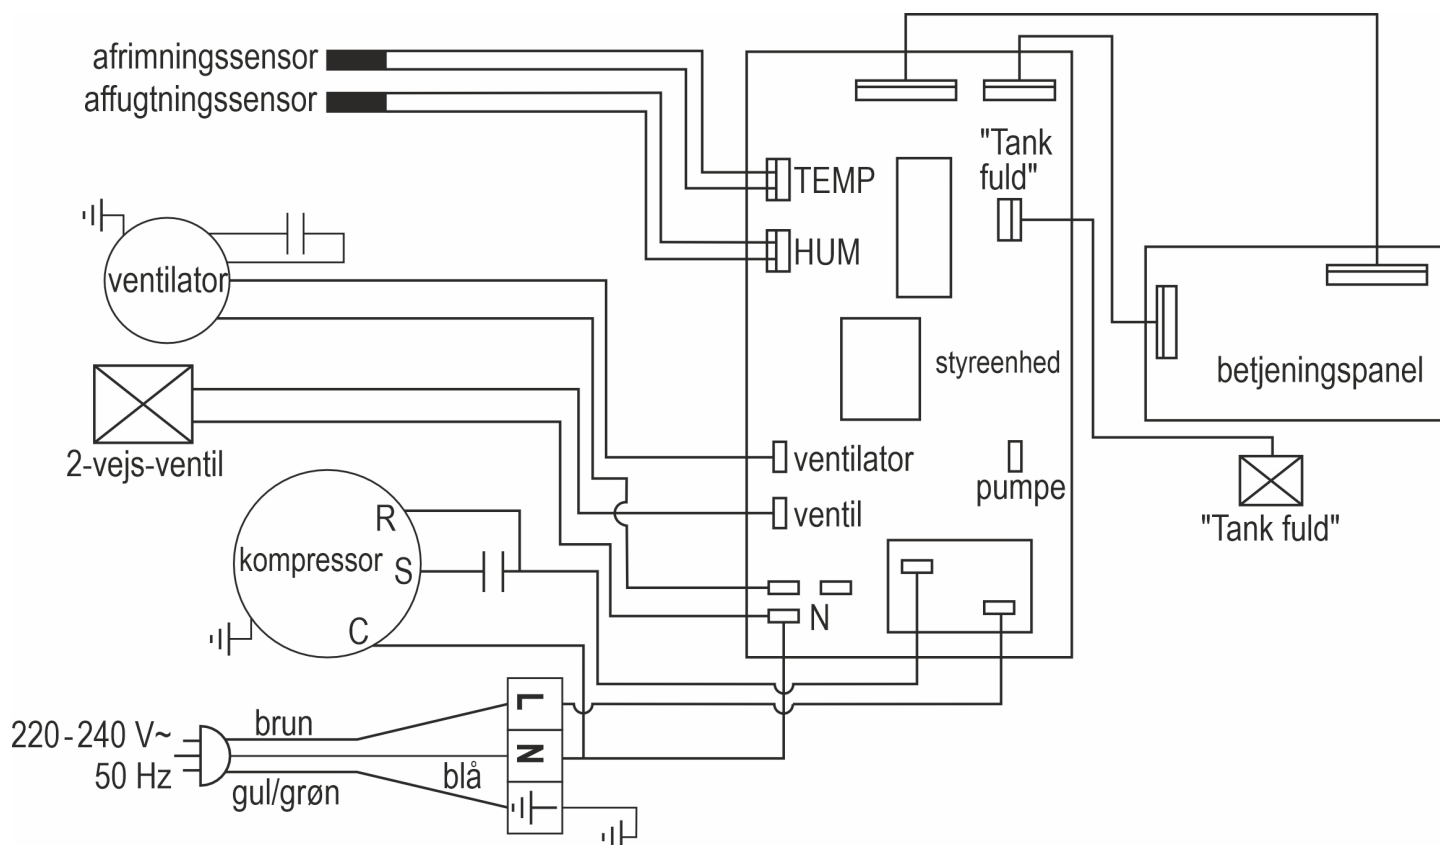 afrimningssensor
affugtningssensor
"Tank
fuld"
TEMP
HUM
ventilator
styreenhed
betjeningspanel
2-vejs-ventil
ventilator
pumpe
ventil
"Tank fuld"
R
kompressor
S
C
N
L
N
220-240 V~
50 Hz
brun
blå
gul/grøn